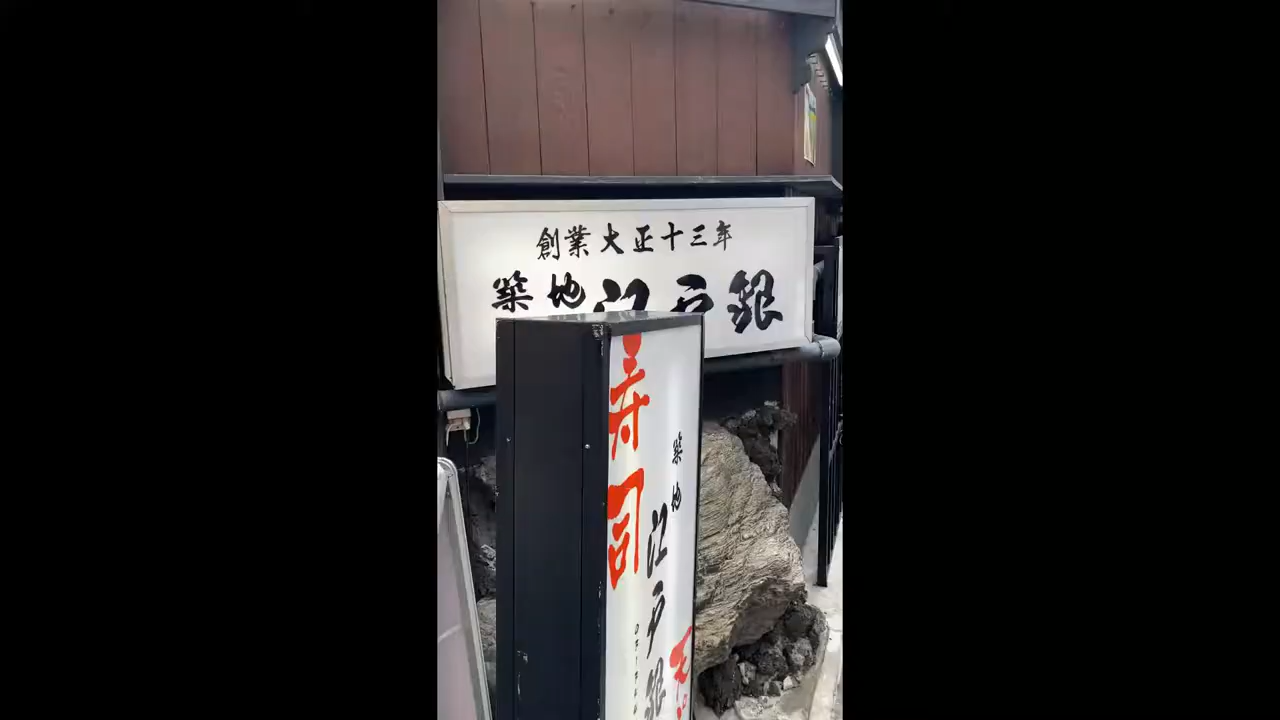 創業大正十三年
築地江戸銀
寿司
築地
江戸銀